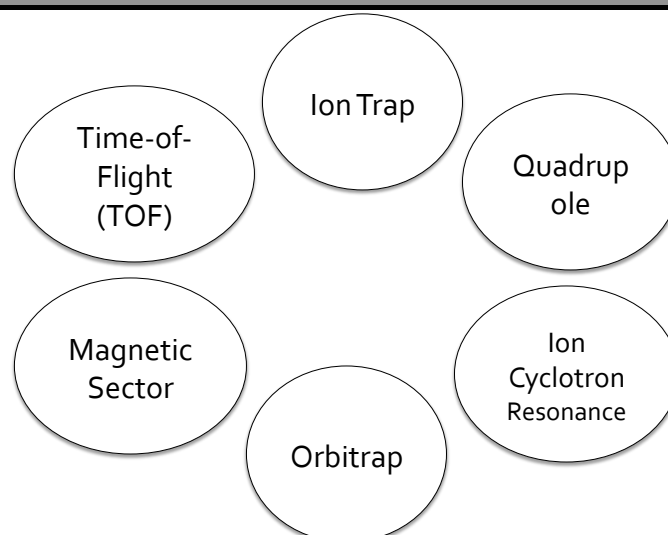 Ion Trap
Time-of-
Flight
(TOF)
Quadrup
ole
Magnetic
Sector
Ion
Cyclotron
Resonance
Orbitrap